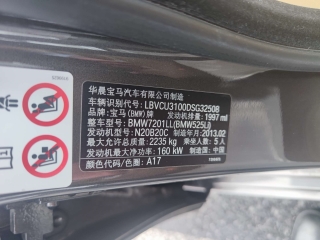 华晨宝马汽车有限公司制造
车辆识别代号: LBVCU3100DSG3250B
宝马(BMW)牌 发动机排量: 1997 ml
整车型号: BMW7201LL(BMW525Li)
发动机型号: N20B20C 制造年月: 2013.02
最大允许总质量: 2235 kg 乘坐人数: 5 人
发动机最大净功率: 160 kW 制造国: 中国
颜色代码/色圈: A17